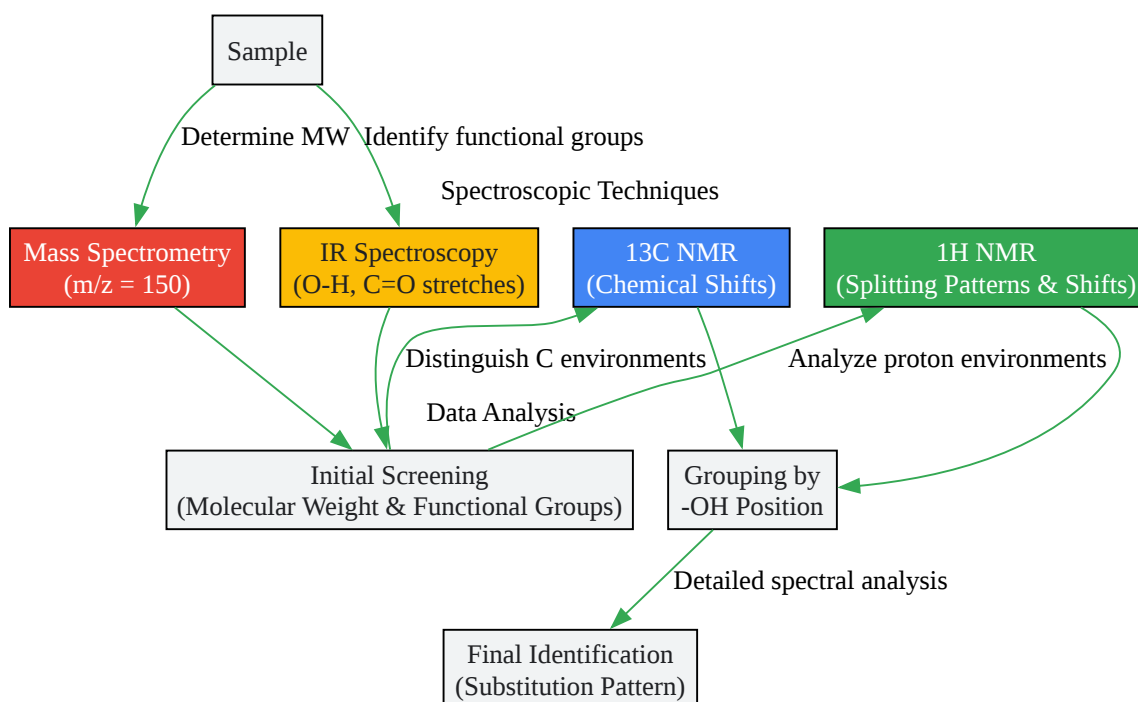 Sample
Determine MW
Identify functional groups
Spectroscopic Techniques
Mass Spectrometry
(m/z = 150)
IR Spectroscopy
(O-H, C=O stretches)
13C NMR
(Chemical Shifts)
1H NMR
(Splitting Patterns & Shifts)
Distinguish C environments
Analyze proton environments
Data Analysis
Initial Screening
(Molecular Weight & Functional Groups)
Grouping by
-OH Position
Detailed spectral analysis
Final Identification
(Substitution Pattern)